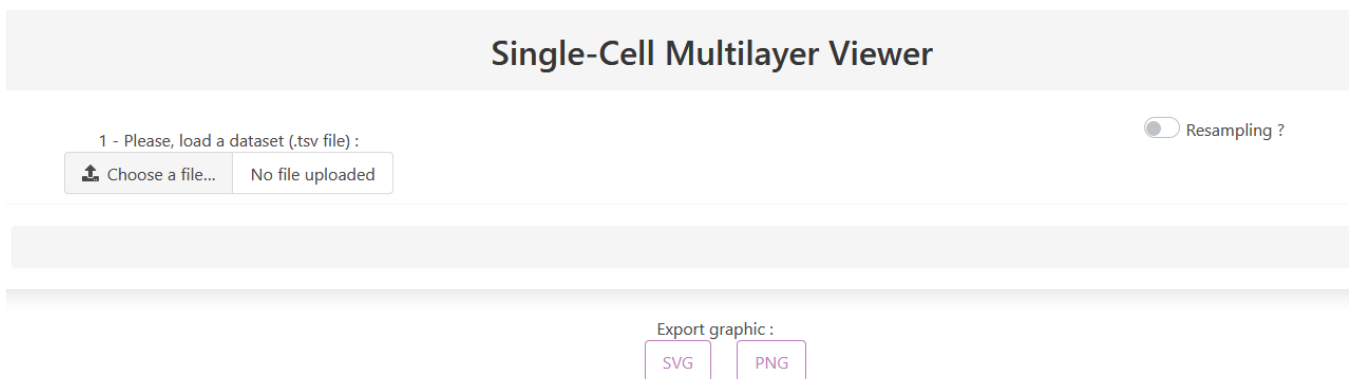 Single-Cell Multilayer Viewer
1 - Please, load a dataset (.tsv file) :
Resampling ?
Choose a file... No file uploaded
Export graphic :
SVG PNG